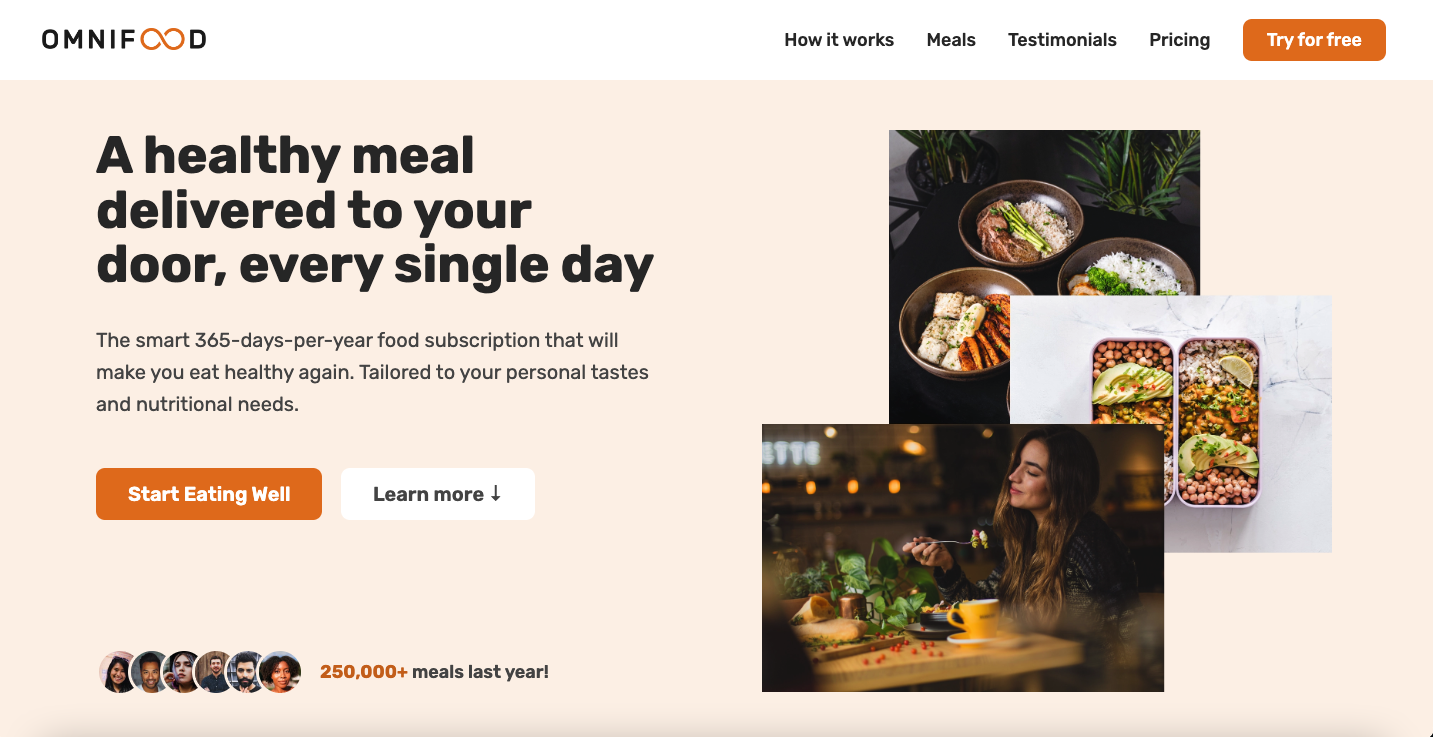 OMNIFOOD
How it works
Meals
Testimonials
Pricing
Try for free
A healthy meal
delivered to your
door, every single day
The smart 365-days-per-year food subscription that will
make you eat healthy again. Tailored to your personal tastes
and nutritional needs.
Start Eating Well
Learn more ↓
250,000+ meals last year!